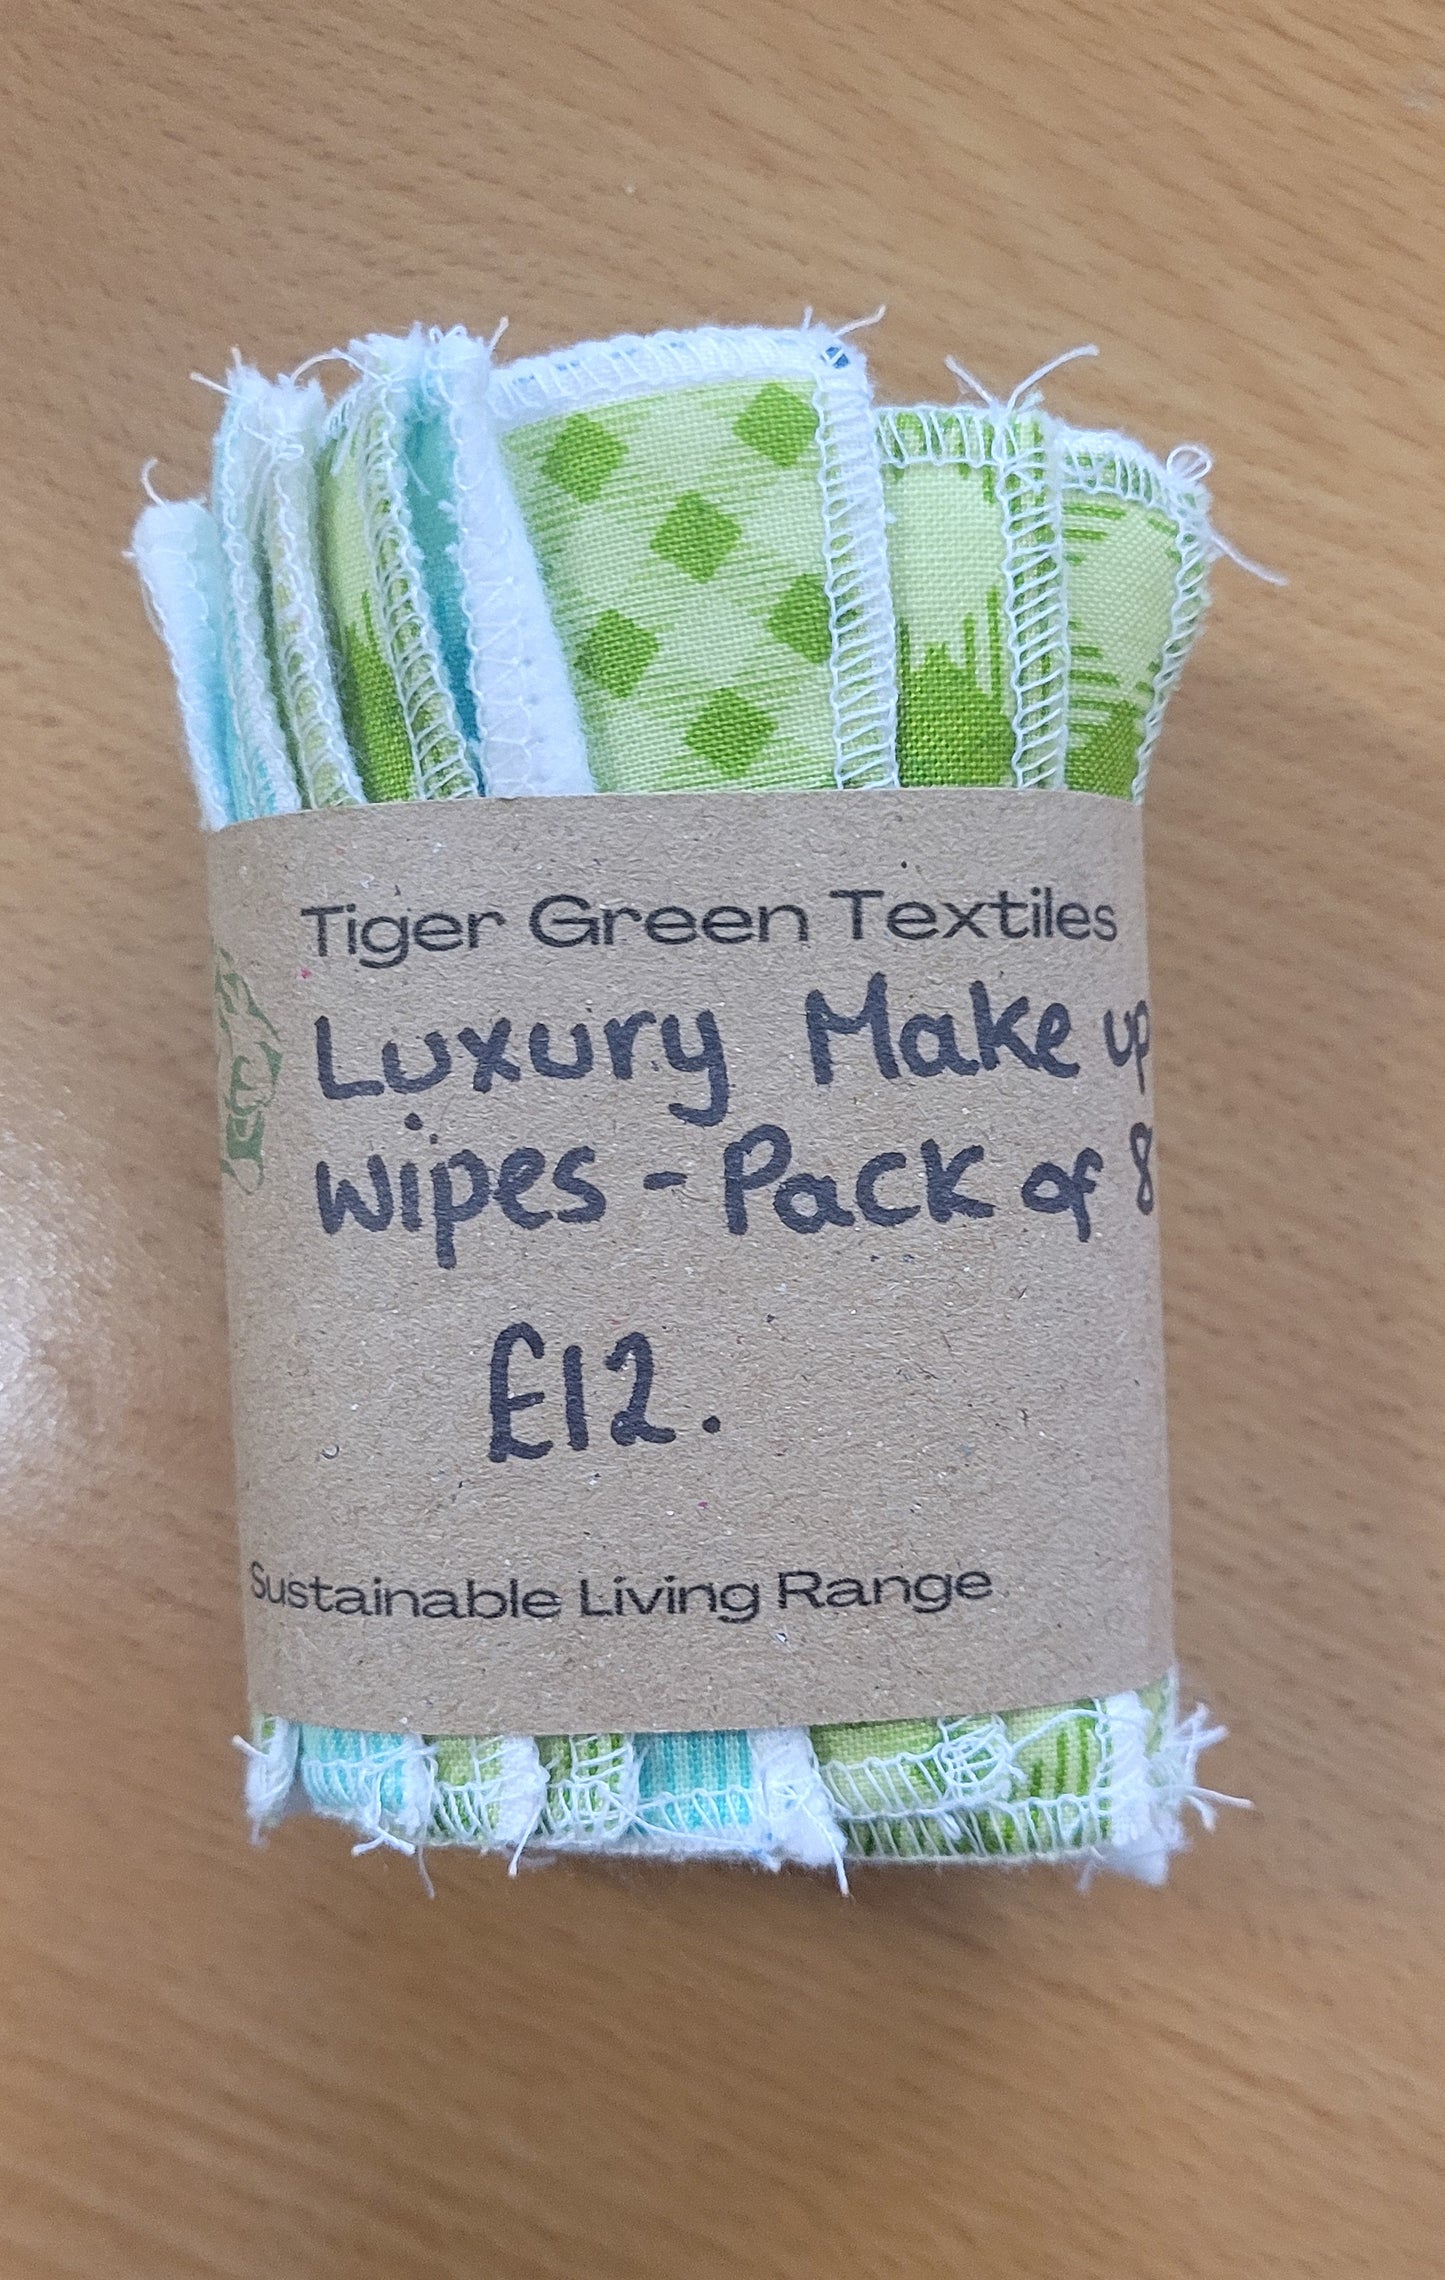 Tiger Green Textiles
Luxury Make up
wipes - Pack of 8
£12.
Sustainable Living Range